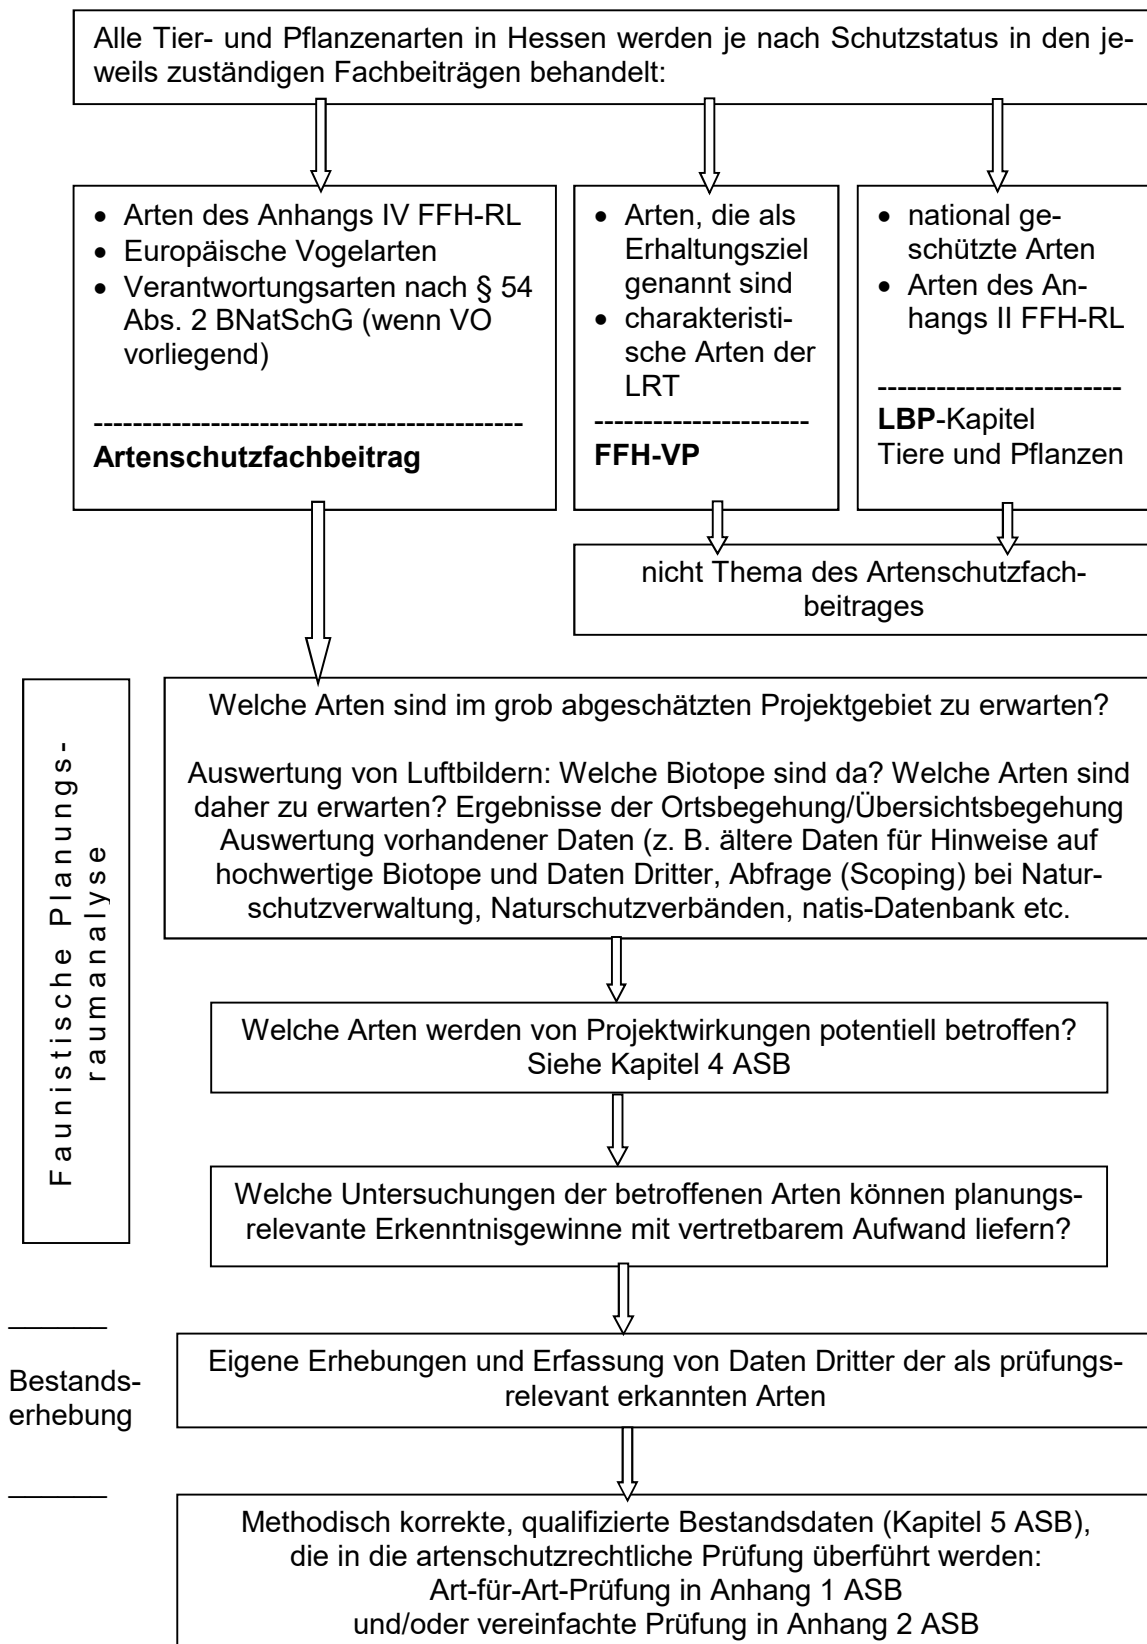 Alle Tier- und Pflanzenarten in Hessen werden je nach Schutzstatus in den je-
weils zuständigen Fachbeiträgen behandelt:
• Arten des Anhangs IV FFH-RL
• Europäische Vogelarten
• Verantwortungsarten nach § 54
Abs. 2 BNatSchG (wenn VO
vorliegend)
--------------------------------------------
Artenschutzfachbeitrag
• Arten, die als
Erhaltungsziel
genannt sind
• charakteristi-
sche Arten der
LRT
----------------------
FFH-VP
• national ge-
schützte Arten
• Arten des An-
hangs II FFH-RL
-------------------------
LBP-Kapitel
Tiere und Pflanzen
nicht Thema des Artenschutzfach-
beitrages
Faunistische Planungs-
raumanalyse
Welche Arten sind im grob abgeschätzten Projektgebiet zu erwarten?
Auswertung von Luftbildern: Welche Biotope sind da? Welche Arten sind
daher zu erwarten? Ergebnisse der Ortsbegehung/Übersichtsbegehung
Auswertung vorhandener Daten (z. B. ältere Daten für Hinweise auf
hochwertige Biotope und Daten Dritter, Abfrage (Scoping) bei Natur-
schutzverwaltung, Naturschutzverbänden, natis-Datenbank etc.
Welche Arten werden von Projektwirkungen potentiell betroffen?
Siehe Kapitel 4 ASB
Welche Untersuchungen der betroffenen Arten können planungs-
relevante Erkenntnisgewinne mit vertretbarem Aufwand liefern?
Bestands-
erhebung
Eigene Erhebungen und Erfassung von Daten Dritter der als prüfungs-
relevant erkannten Arten
Methodisch korrekte, qualifizierte Bestandsdaten (Kapitel 5 ASB),
die in die artenschutzrechtliche Prüfung überführt werden:
Art-für-Art-Prüfung in Anhang 1 ASB
und/oder vereinfachte Prüfung in Anhang 2 ASB